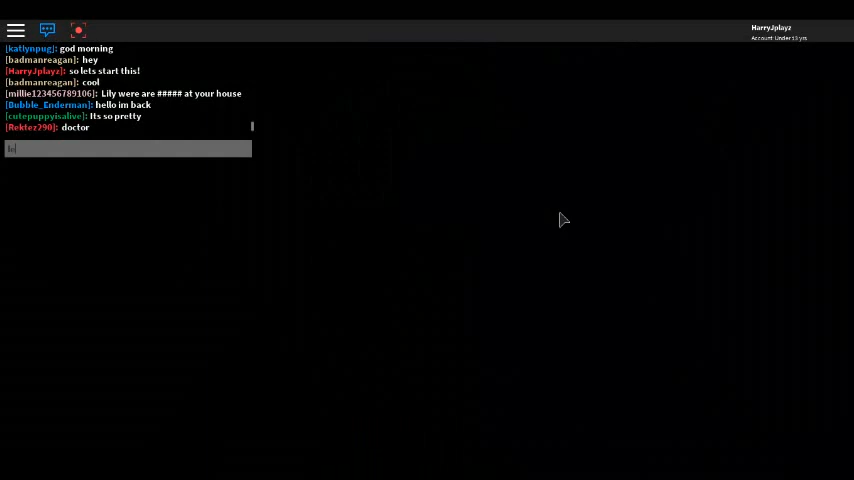 HarryJplayz
Account: Under 13 yrs
[katlynpug]: god morning
[badmanreagan]: hey
[HarryJplayz]: so lets start this!
[badmanreagan]: cool
[millie123456789106]: Lily were are ##### at your house
[Bubble_Enderman]: hello im back
[cutepuppyisalive]: Its so pretty
[Rektez790]: doctor